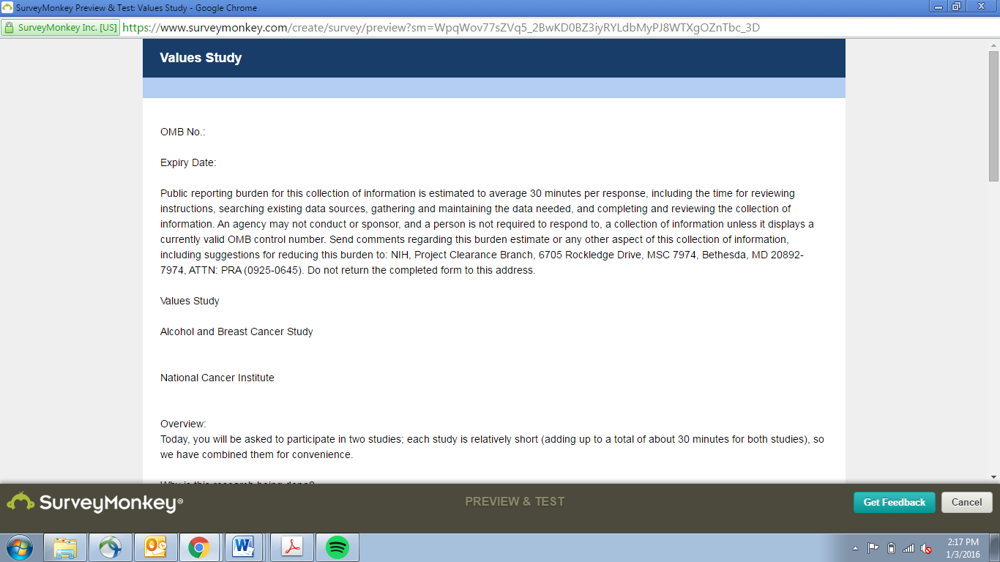 SurveyMonkey Preview & Test: Values Study - Google Chrome
SurveyMonkey Inc. [US] https://www.surveymonkey.com/create/survey/preview?sm=WpqWov77sZVq5_2BwKD0BZ3iyRYLdbMyPJ8WTXgOZnTbc_3D
Values Study
OMB No.:
Expiry Date:
Public reporting burden for this collection of information is estimated to average 30 minutes per response, including the time for reviewing
instructions, searching existing data sources, gathering and maintaining the data needed, and completing and reviewing the collection of
information. An agency may not conduct or sponsor, and a person is not required to respond to, a collection of information unless it displays a
currently valid OMB control number. Send comments regarding this burden estimate or any other aspect of this collection of information,
including suggestions for reducing this burden to: NIH, Project Clearance Branch, 6705 Rockledge Drive, MSC 7974, Bethesda, MD 20892-
7974, ATTN: PRA (0925-0645). Do not return the completed form to this address.
Values Study
Alcohol and Breast Cancer Study
National Cancer Institute
Overview:
Today, you will be asked to participate in two studies; each study is relatively short (adding up to a total of about 30 minutes for both studies), so
we have combined them for convenience.
Why is this research being done?
SurveyMonkey®
PREVIEW & TEST
Get Feedback
Cancel
2:17 PM
1/3/2016